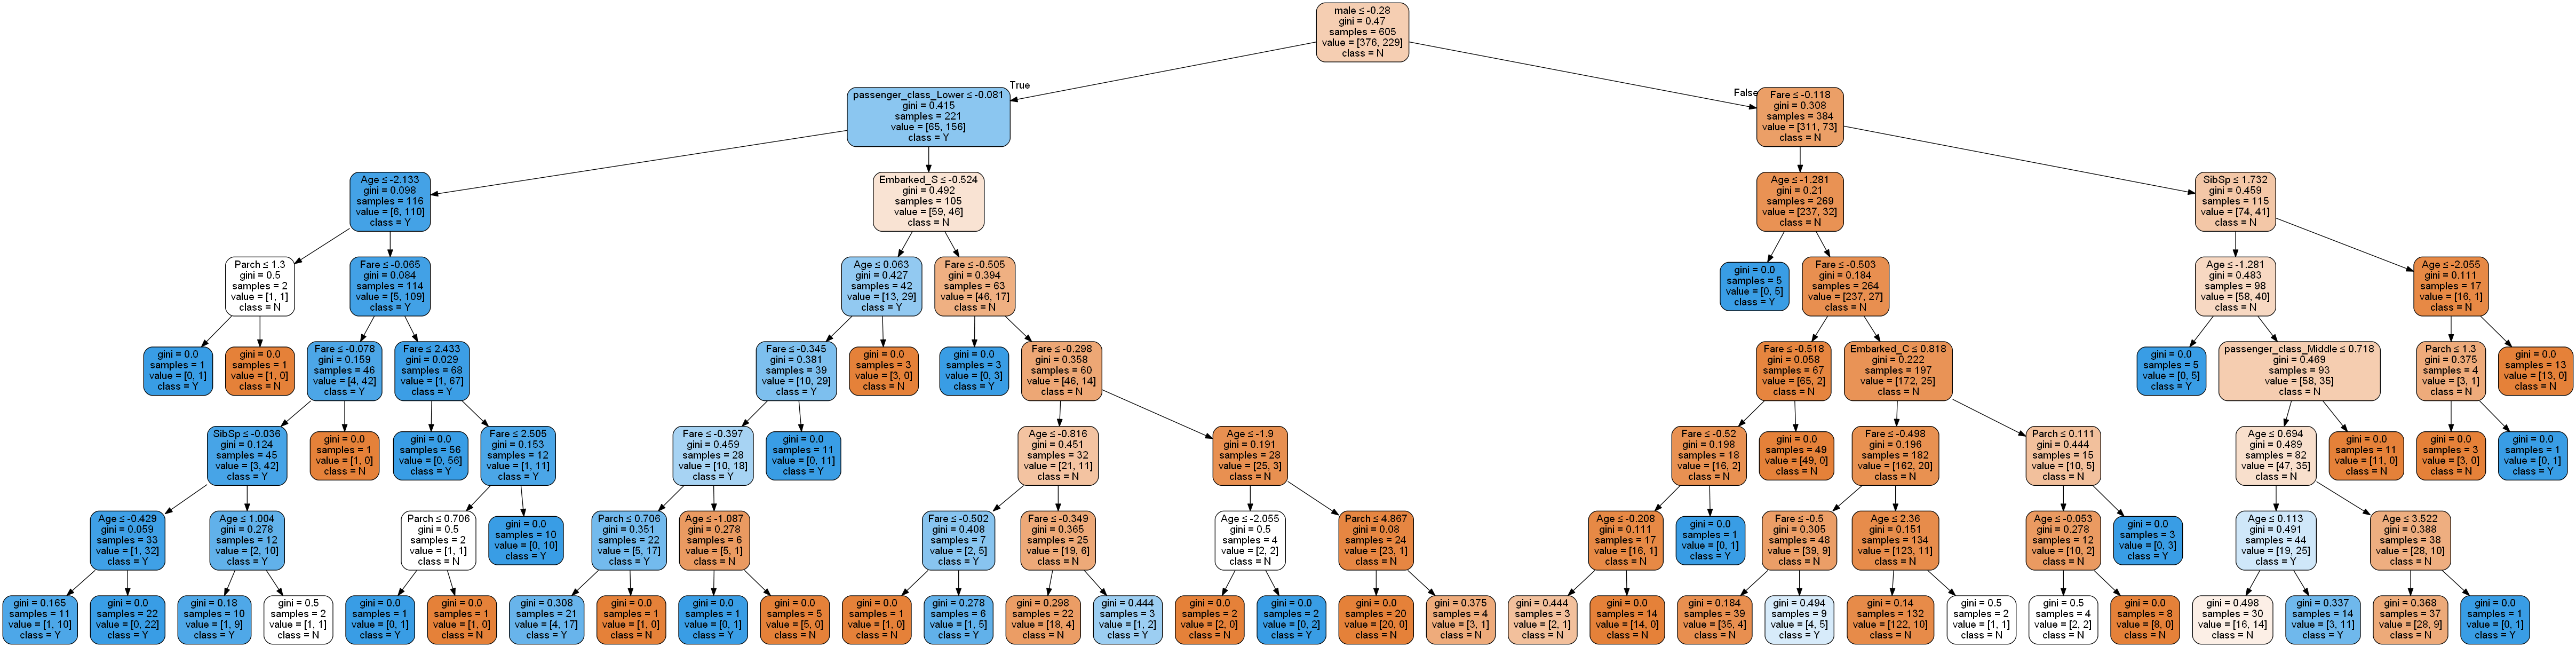 male ≤ -0.28
gini = 0.47
samples = 605
value = [376, 229]
class = N
True
False
passenger_class_Lower ≤ -0.081
gini = 0.415
samples = 221
value = [65, 156]
class = Y
Fare ≤ -0.118
gini = 0.308
samples = 384
value = [311, 73]
class = N
Age ≤ -2.133
gini = 0.098
samples = 116
value = [6, 110]
class = Y
Embarked_S ≤ -0.524
gini = 0.492
samples = 105
value = [59, 46]
class = N
Age ≤ -1.281
gini = 0.21
samples = 269
value = [237, 32]
class = N
SibSp ≤ 1.732
gini = 0.459
samples = 115
value = [74, 41]
class = N
Parch ≤ 1.3
gini = 0.5
samples = 2
value = [1, 1]
class = N
Fare ≤ -0.065
gini = 0.084
samples = 114
value = [5, 109]
class = Y
Age ≤ 0.063
gini = 0.427
samples = 42
value = [13, 29]
class = Y
Fare ≤ -0.505
gini = 0.394
samples = 63
value = [46, 17]
class = N
gini = 0.0
samples = 5
value = [0, 5]
class = Y
Fare ≤ -0.503
gini = 0.184
samples = 264
value = [237, 27]
class = N
Age ≤ -1.281
gini = 0.483
samples = 98
value = [58, 40]
class = N
Age ≤ -2.055
gini = 0.111
samples = 17
value = [16, 1]
class = N
gini = 0.0
samples = 1
value = [0, 1]
class = Y
gini = 0.0
samples = 1
value = [1, 0]
class = N
Fare ≤ -0.078
gini = 0.159
samples = 46
value = [4, 42]
class = Y
Fare ≤ 2.433
gini = 0.029
samples = 68
value = [1, 67]
class = Y
Fare ≤ -0.345
gini = 0.381
samples = 39
value = [10, 29]
class = Y
gini = 0.0
samples = 3
value = [3, 0]
class = N
gini = 0.0
samples = 3
value = [0, 3]
class = Y
Fare ≤ -0.298
gini = 0.358
samples = 60
value = [46, 14]
class = N
Fare ≤ -0.518
gini = 0.058
samples = 67
value = [65, 2]
class = N
Embarked_C ≤ 0.818
gini = 0.222
samples = 197
value = [172, 25]
class = N
gini = 0.0
samples = 5
value = [0, 5]
class = Y
passenger_class_Middle ≤ 0.718
gini = 0.469
samples = 93
value = [58, 35]
class = N
Parch ≤ 1.3
gini = 0.375
samples = 4
value = [3, 1]
class = N
gini = 0.0
samples = 13
value = [13, 0]
class = N
SibSp ≤ -0.036
gini = 0.124
samples = 45
value = [3, 42]
class = Y
gini = 0.0
samples = 1
value = [1, 0]
class = N
gini = 0.0
samples = 56
value = [0, 56]
class = Y
Fare ≤ 2.505
gini = 0.153
samples = 12
value = [1, 11]
class = Y
Fare ≤ -0.397
gini = 0.459
samples = 28
value = [10, 18]
class = Y
gini = 0.0
samples = 11
value = [0, 11]
class = Y
Age ≤ -0.816
gini = 0.451
samples = 32
value = [21, 11]
class = N
Age ≤ -1.9
gini = 0.191
samples = 28
value = [25, 3]
class = N
Fare ≤ -0.52
gini = 0.198
samples = 18
value = [16, 2]
class = N
gini = 0.0
samples = 49
value = [49, 0]
class = N
Fare ≤ -0.498
gini = 0.196
samples = 182
value = [162, 20]
class = N
Parch ≤ 0.111
gini = 0.444
samples = 15
value = [10, 5]
class = N
Age ≤ 0.694
gini = 0.489
samples = 82
value = [47, 35]
class = N
gini = 0.0
samples = 11
value = [11, 0]
class = N
gini = 0.0
samples = 3
value = [3, 0]
class = N
gini = 0.0
samples = 1
value = [0, 1]
class = Y
Age ≤ -0.429
gini = 0.059
samples = 33
value = [1, 32]
class = Y
Age ≤ 1.004
gini = 0.278
samples = 12
value = [2, 10]
class = Y
Parch ≤ 0.706
gini = 0.5
samples = 2
value = [1, 1]
class = N
gini = 0.0
samples = 10
value = [0, 10]
class = Y
Parch ≤ 0.706
gini = 0.351
samples = 22
value = [5, 17]
class = Y
Age ≤ -1.087
gini = 0.278
samples = 6
value = [5, 1]
class = N
Fare ≤ -0.502
gini = 0.408
samples = 7
value = [2, 5]
class = Y
Fare ≤ -0.349
gini = 0.365
samples = 25
value = [19, 6]
class = N
Age ≤ -2.055
gini = 0.5
samples = 4
value = [2, 2]
class = N
Parch ≤ 4.867
gini = 0.08
samples = 24
value = [23, 1]
class = N
Age ≤ -0.208
gini = 0.111
samples = 17
value = [16, 1]
class = N
gini = 0.0
samples = 1
value = [0, 1]
class = Y
Fare ≤ -0.5
gini = 0.305
samples = 48
value = [39, 9]
class = N
Age ≤ 2.36
gini = 0.151
samples = 134
value = [123, 11]
class = N
Age ≤ -0.053
gini = 0.278
samples = 12
value = [10, 2]
class = N
gini = 0.0
samples = 3
value = [0, 3]
class = Y
Age ≤ 0.113
gini = 0.491
samples = 44
value = [19, 25]
class = Y
Age ≤ 3.522
gini = 0.388
samples = 38
value = [28, 10]
class = N
gini = 0.165
samples = 11
value = [1, 10]
class = Y
gini = 0.0
samples = 22
value = [0, 22]
class = Y
gini = 0.18
samples = 10
value = [1, 9]
class = Y
gini = 0.5
samples = 2
value = [1, 1]
class = N
gini = 0.0
samples = 1
value = [0, 1]
class = Y
gini = 0.0
samples = 1
value = [1, 0]
class = N
gini = 0.308
samples = 21
value = [4, 17]
class = Y
gini = 0.0
samples = 1
value = [1, 0]
class = N
gini = 0.0
samples = 1
value = [0, 1]
class = Y
gini = 0.0
samples = 5
value = [5, 0]
class = N
gini = 0.0
samples = 1
value = [1, 0]
class = N
gini = 0.278
samples = 6
value = [1, 5]
class = Y
gini = 0.298
samples = 22
value = [18, 4]
class = N
gini = 0.444
samples = 3
value = [1, 2]
class = Y
gini = 0.0
samples = 2
value = [2, 0]
class = N
gini = 0.0
samples = 2
value = [0, 2]
class = Y
gini = 0.0
samples = 20
value = [20, 0]
class = N
gini = 0.375
samples = 4
value = [3, 1]
class = N
gini = 0.444
samples = 3
value = [2, 1]
class = N
gini = 0.0
samples = 14
value = [14, 0]
class = N
gini = 0.184
samples = 39
value = [35, 4]
class = N
gini = 0.494
samples = 9
value = [4, 5]
class = Y
gini = 0.14
samples = 132
value = [122, 10]
class = N
gini = 0.5
samples = 2
value = [1, 1]
class = N
gini = 0.5
samples = 4
value = [2, 2]
class = N
gini = 0.0
samples = 8
value = [8, 0]
class = N
gini = 0.498
samples = 30
value = [16, 14]
class = N
gini = 0.337
samples = 14
value = [3, 11]
class = Y
gini = 0.368
samples = 37
value = [28, 9]
class = N
gini = 0.0
samples = 1
value = [0, 1]
class = Y